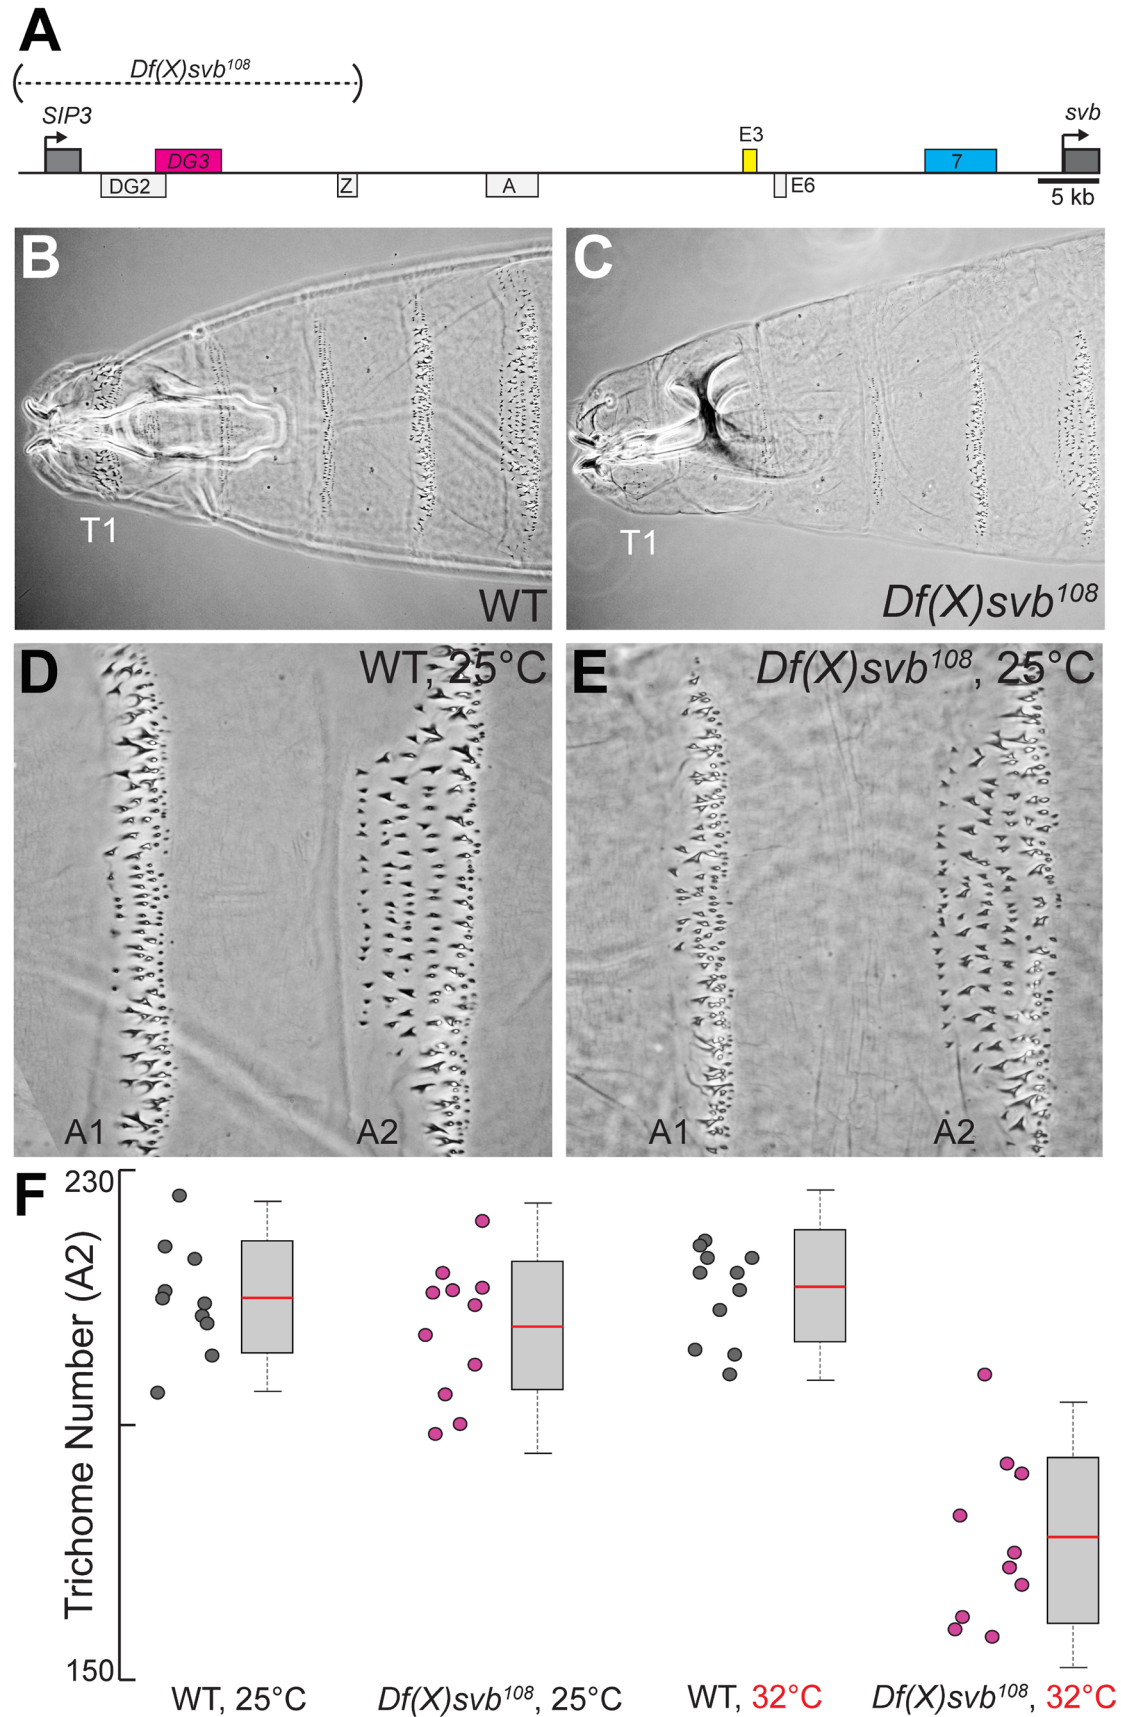 A
Df(X)svb¹⁰⁸
SIP3
svb
DG3
E3
7
DG2
Z
A
E6
5 kb
B
T1
WT
C
T1
Df(X)svb¹⁰⁸
D
WT, 25°C
A1
A2
E
Df(X)svb¹⁰⁸, 25°C
A1
A2
F
230
Trichome Number (A2)
150
WT, 25°C
Df(X)svb¹⁰⁸, 25°C
WT, 32°C
Df(X)svb¹⁰⁸, 32°C